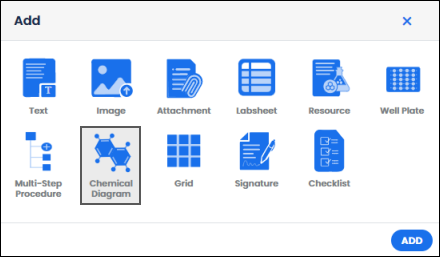 Add
Text Image Attachment Labsheet Resource Well Plate
Multi-Step Procedure Chemical Diagram Grid Signature Checklist
ADD